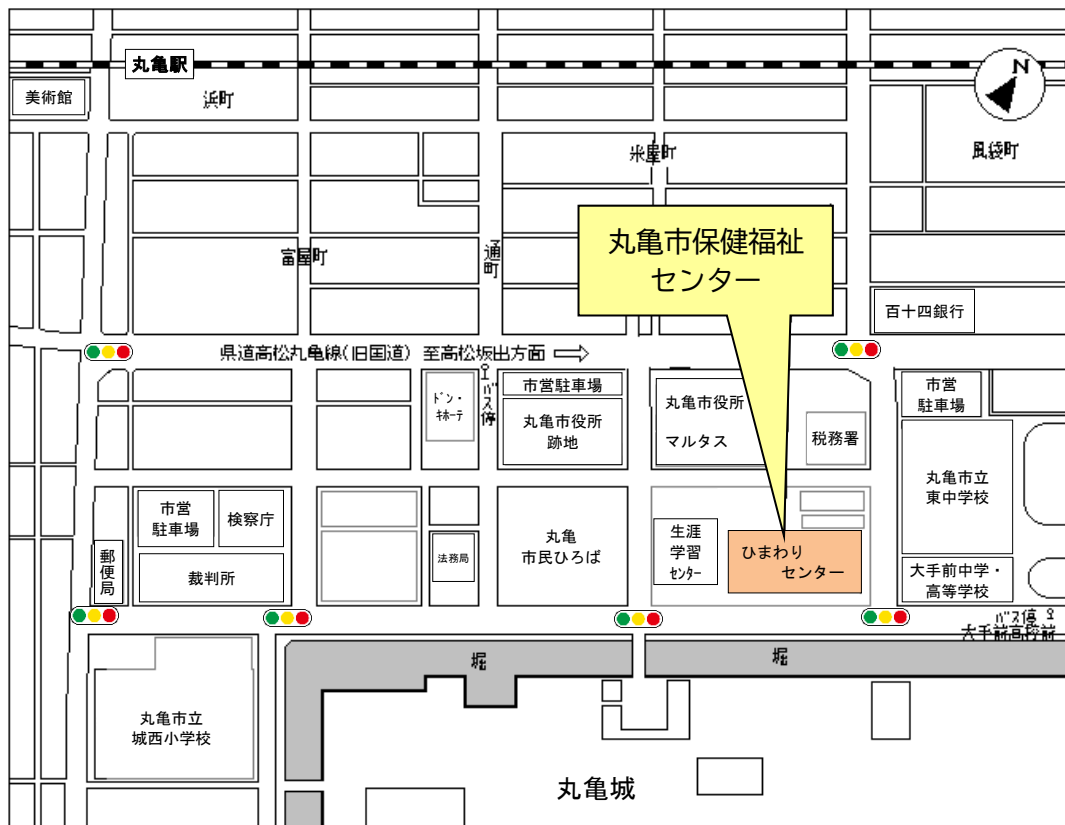 丸亀駅
N
美術館
浜町
米屋町
風袋町
丸亀市保健福祉
センター
富屋町
通町
百十四銀行
県道高松丸亀線(旧国道) 至高松坂出方面
バス停
ドン・
キホーテ
市営駐車場
丸亀市役所
跡地
丸亀市役所
マルタス
税務署
市営
駐車場
丸亀市立
東中学校
市営
駐車場
検察庁
郵便局
裁判所
法務局
丸亀
市民ひろば
生涯
学習
センター
ひまわり
センター
大手前中学・
高等学校
バス停
大手前高校前
堀
堀
丸亀市立
城西小学校
丸亀城